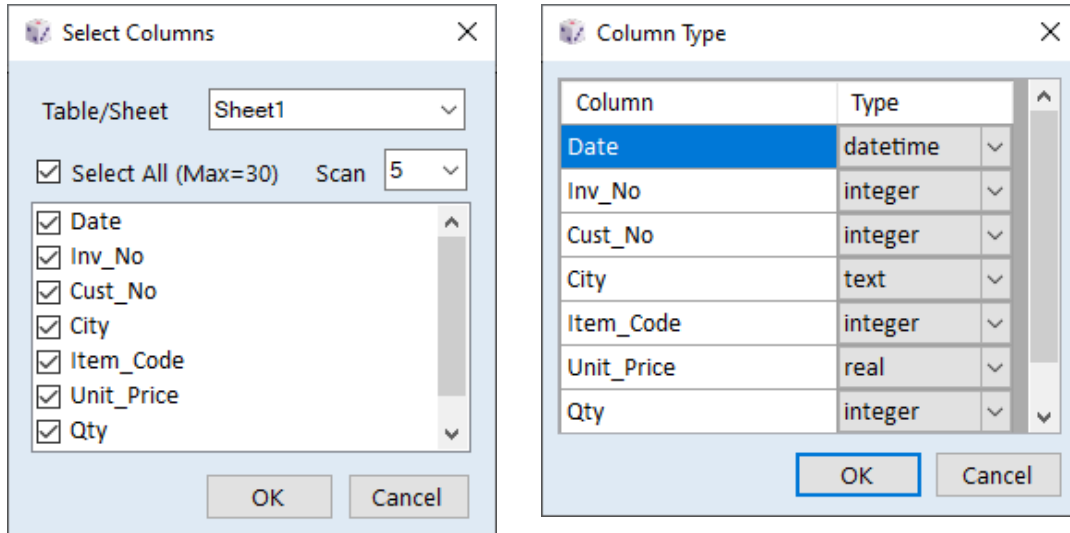 Select Columns
Table/Sheet Sheet1
Select All (Max=30) Scan 5
Date
Inv_No
Cust_No
City
Item_Code
Unit_Price
Qty
OK Cancel
Column Type
Column Type
Date datetime
Inv_No integer
Cust_No integer
City text
Item_Code integer
Unit_Price real
Qty integer
OK Cancel